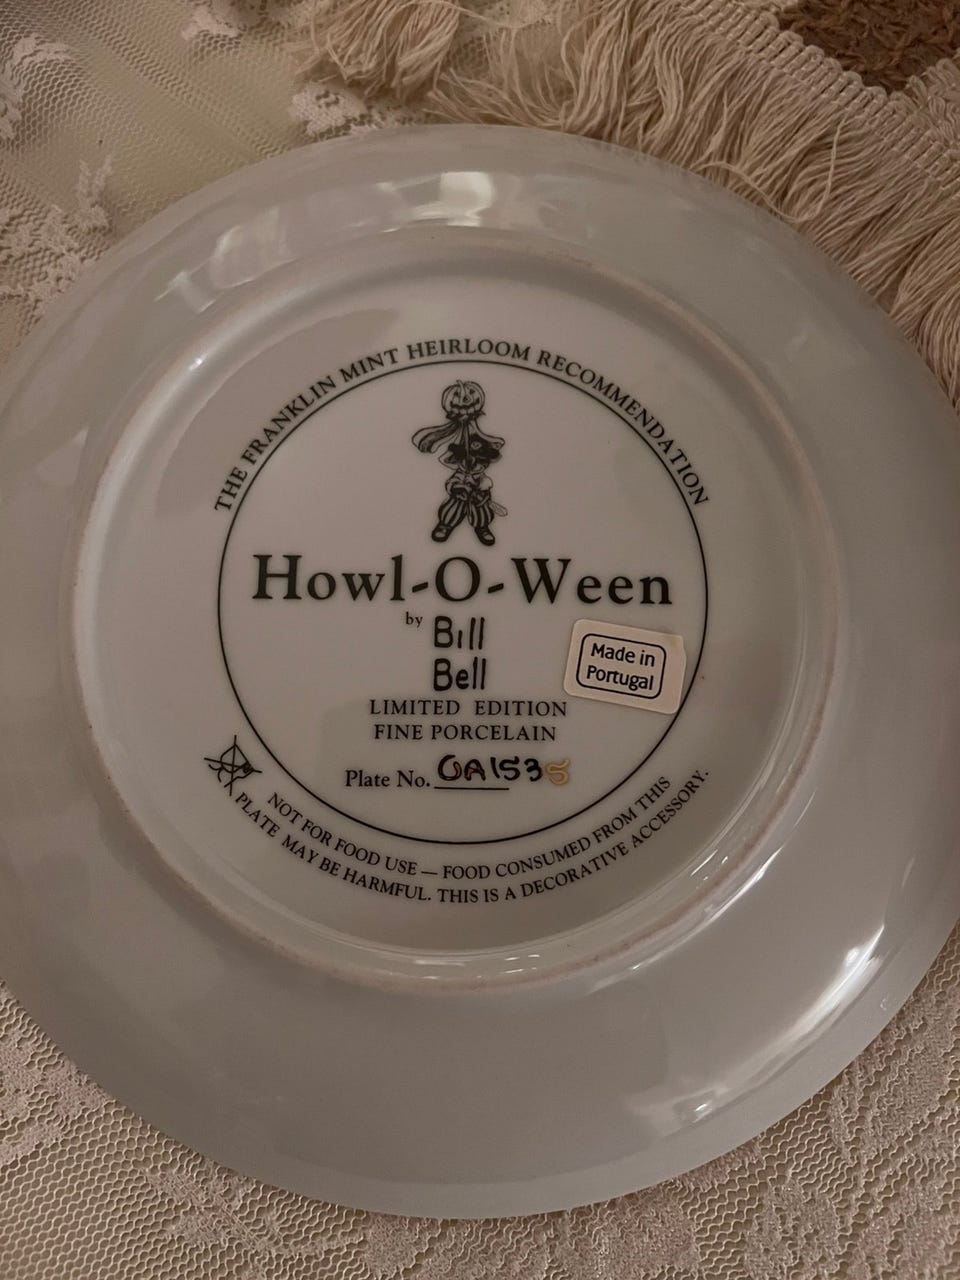 THE FRANKLIN MINT HEIRLOOM RECOMMENDATION
Howl-O-Ween
by Bill
Bell
Made in
Portugal
LIMITED EDITION
FINE PORCELAIN
Plate No. OA1535
NOT FOR FOOD USE — FOOD CONSUMED FROM THIS
PLATE MAY BE HARMFUL. THIS IS A DECORATIVE ACCESSORY.